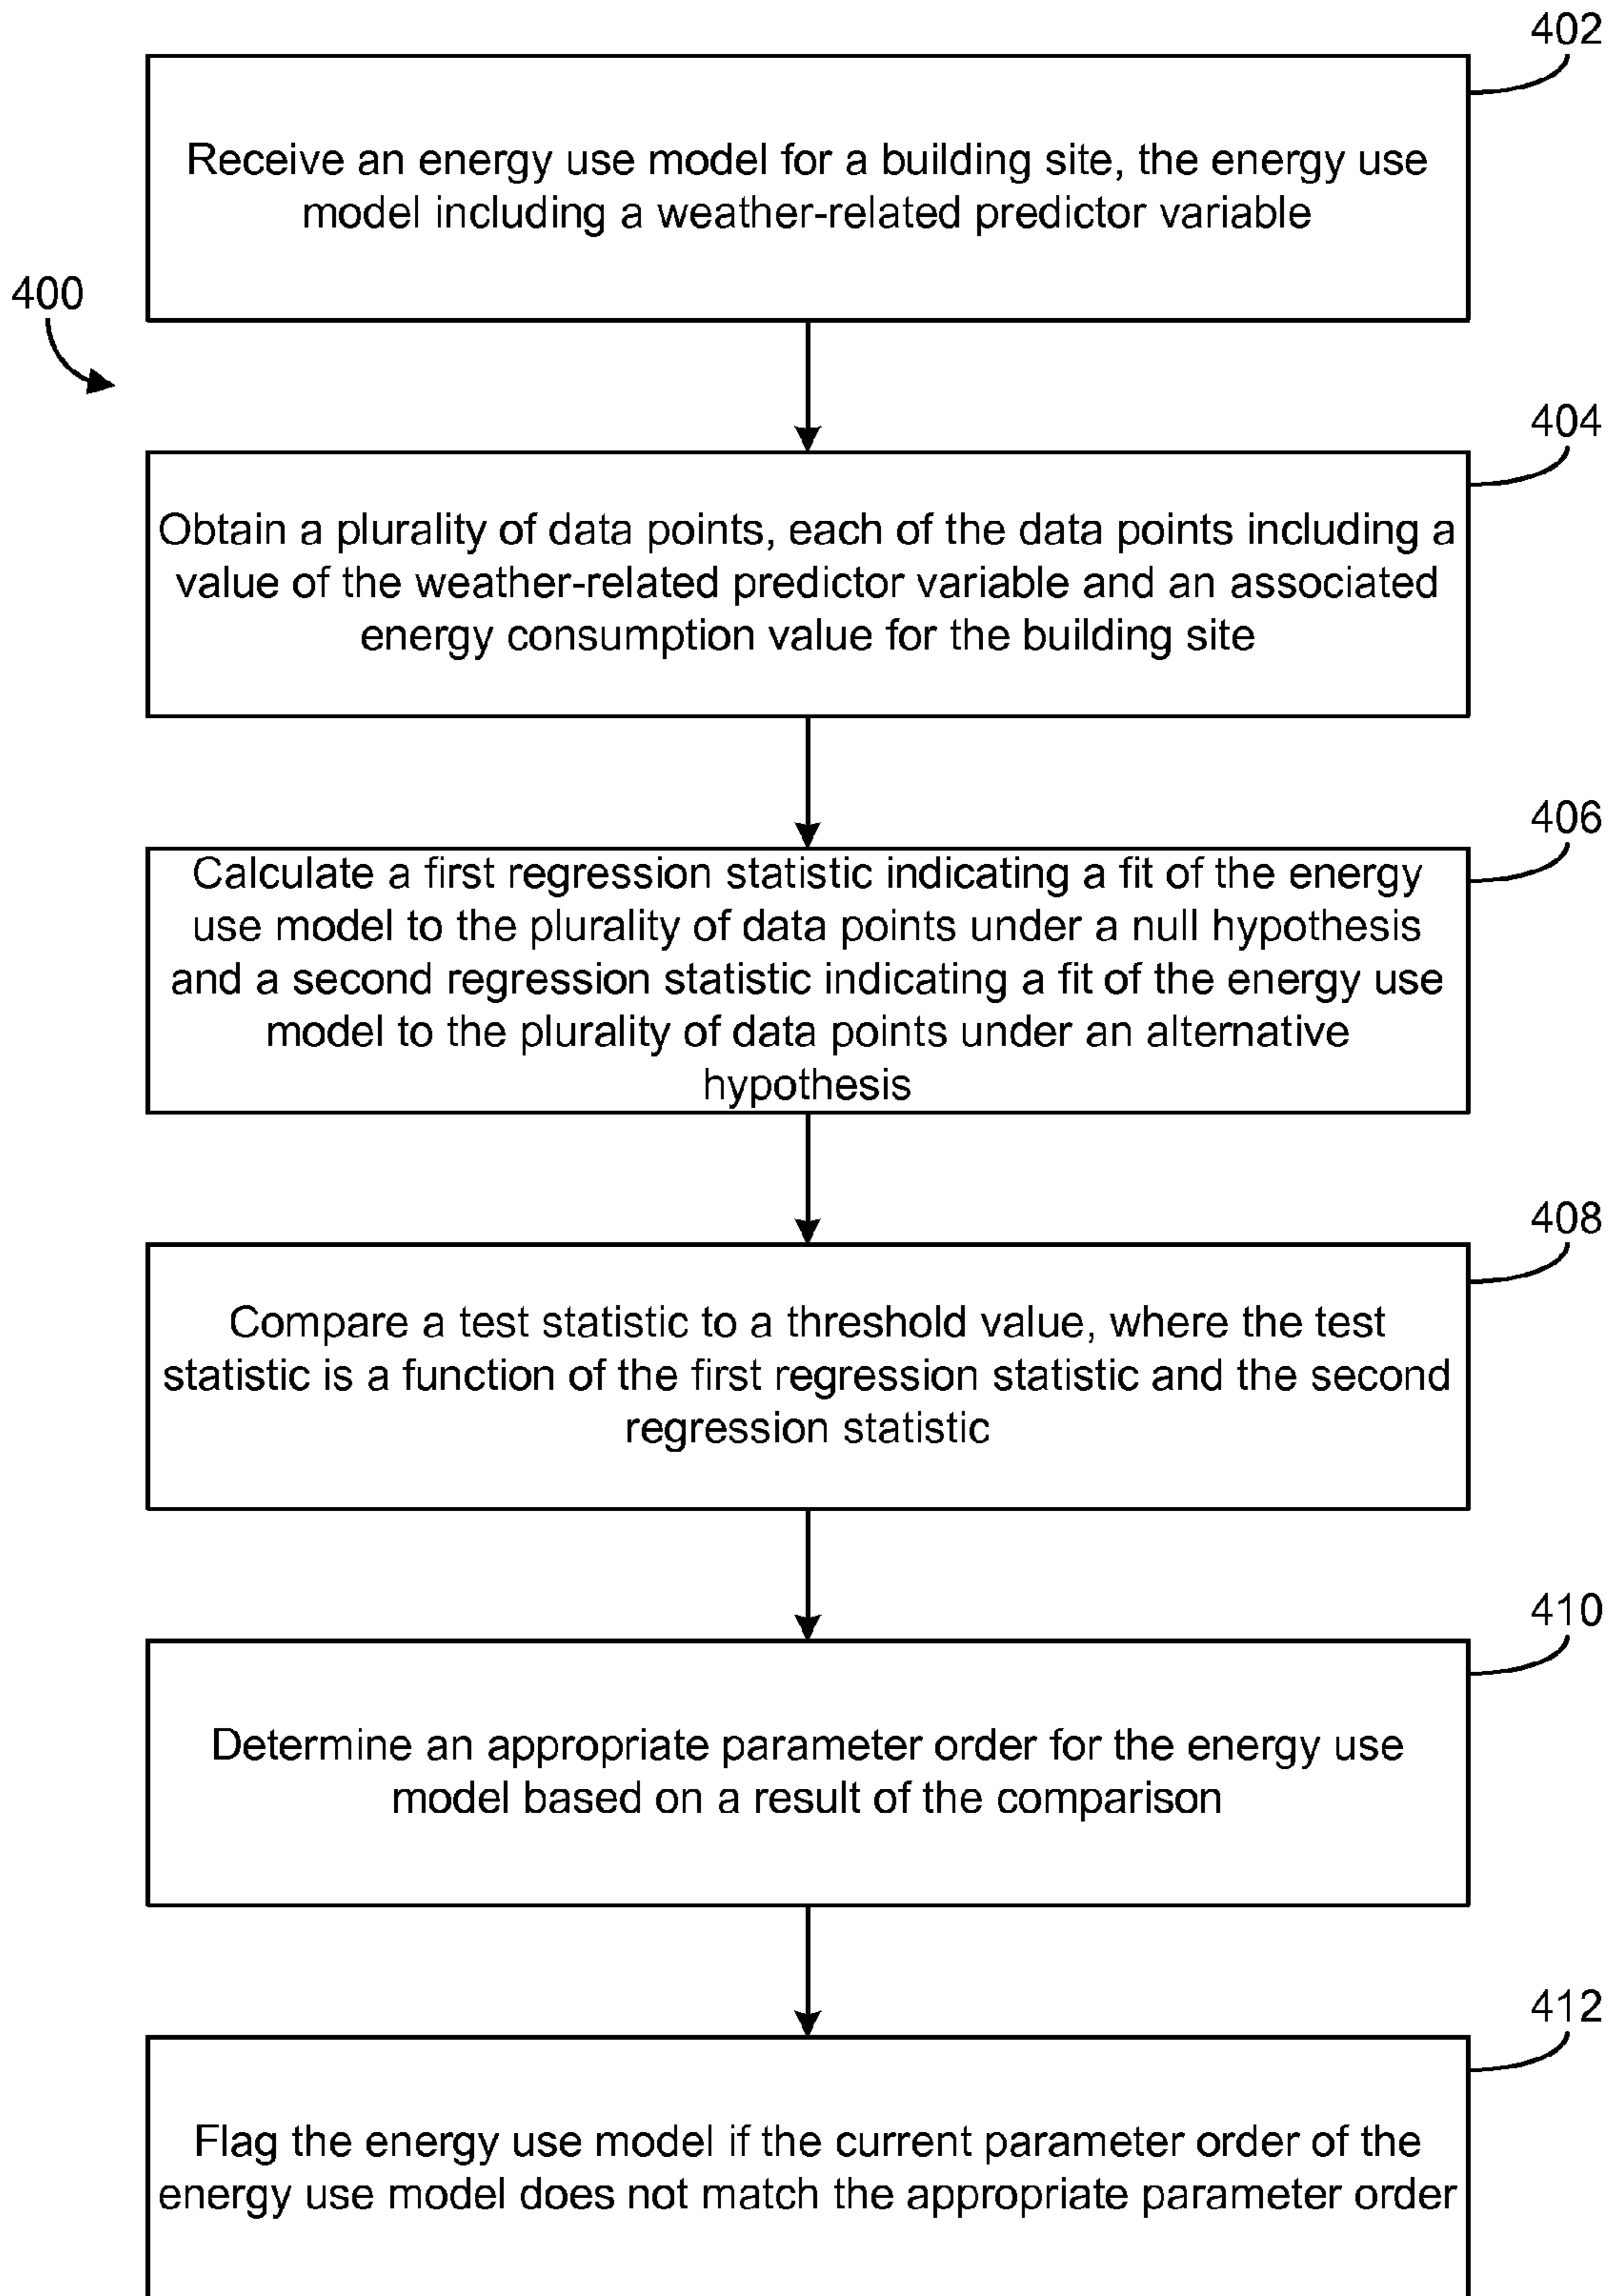 402
Receive an energy use model for a building site, the energy use
model including a weather-related predictor variable
400
404
Obtain a plurality of data points, each of the data points including a
value of the weather-related predictor variable and an associated
energy consumption value for the building site
406
Calculate a first regression statistic indicating a fit of the energy
use model to the plurality of data points under a null hypothesis
and a second regression statistic indicating a fit of the energy use
model to the plurality of data points under an alternative
hypothesis
408
Compare a test statistic to a threshold value, where the test
statistic is a function of the first regression statistic and the second
regression statistic
410
Determine an appropriate parameter order for the energy use
model based on a result of the comparison
412
Flag the energy use model if the current parameter order of the
energy use model does not match the appropriate parameter order